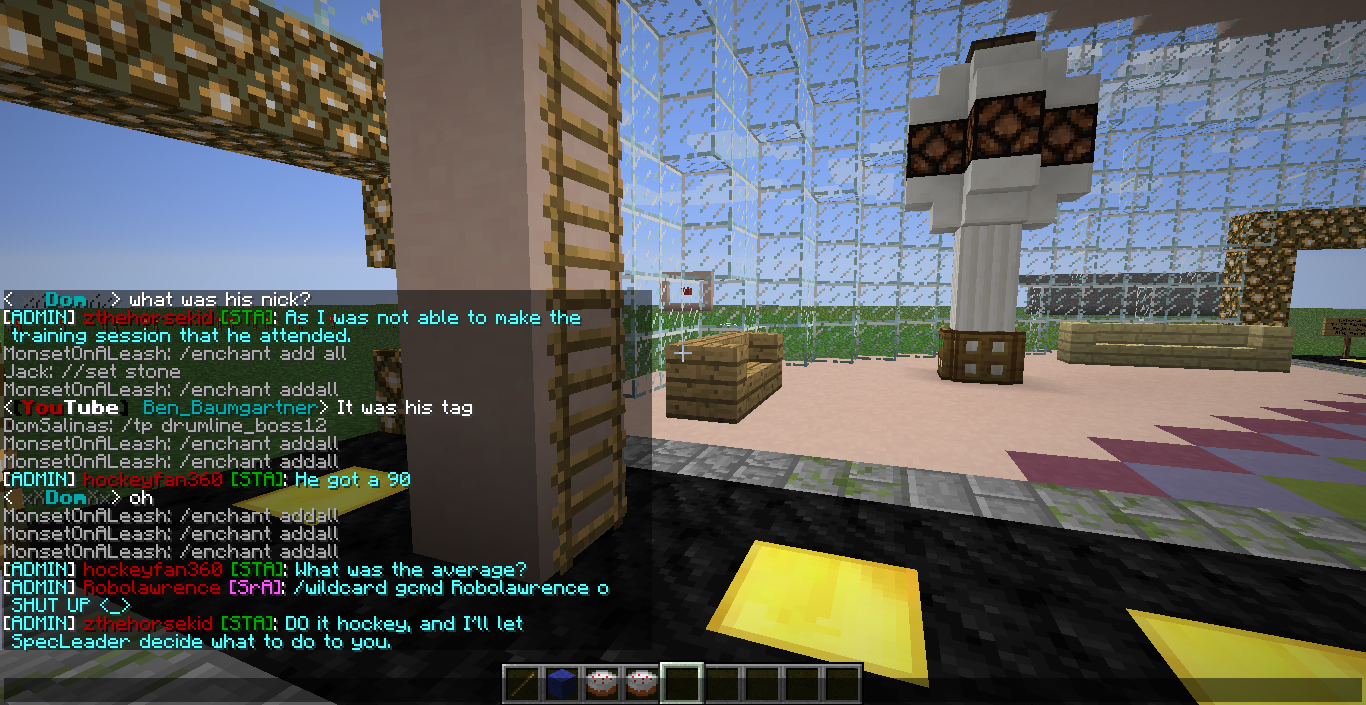 <    Dom    > what was his nick?
[ADMIN] zthehorsekid [STA]: As I was not able to make the
training session that he attended.
MonsetOnALeash: /enchant add all
Jack: //set stone
MonsetOnALeash: /enchant addall
<[YouTube] Ben_Baumgartner> It was his tag
DomSalinas: /tp drumline_boss12
MonsetOnALeash: /enchant addall
MonsetOnALeash: /enchant addall
[ADMIN] hockeyfan360 [STA]: He got a 90
< xXDomXx> oh
MonsetOnALeash: /enchant addall
MonsetOnALeash: /enchant addall
MonsetOnALeash: /enchant addall
[ADMIN] hockeyfan360 [STA]: What was the average?
[ADMIN] Robolawrence [SrA]: /wildcard gcmd Robolawrence o
SHUT UP <_>
[ADMIN] zthehorsekid [STA]: DO it hockey, and I'll let
SpecLeader decide what to do to you.